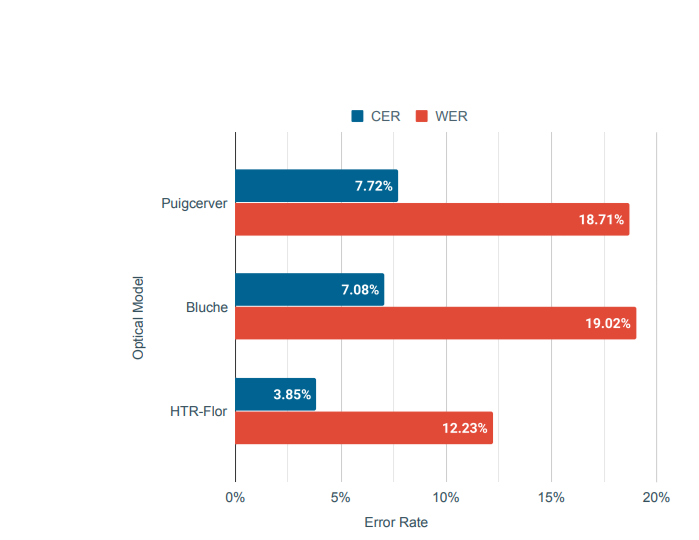 CER WER
Puigcerver 7.72%
18.71%
Bluche 7.08%
19.02%
HTR-Flor 3.85%
12.23%
Optical Model
0% 5% 10% 15% 20%
Error Rate